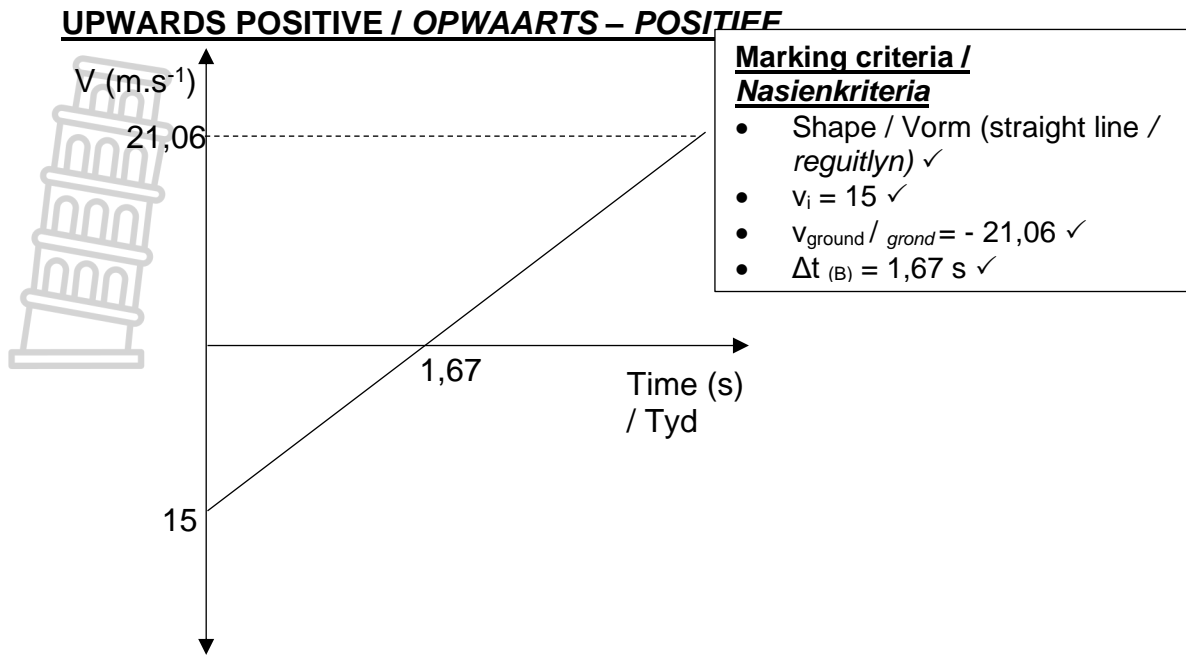 UPWARDS POSITIVE / OPWAARTS – POSITIEF
V (m.s-1)
21,06
15
1,67
Time (s)
/ Tyd
Marking criteria /
Nasienkriteria
• Shape / Vorm (straight line /
reguitlyn) ✓
• vi = 15 ✓
• vground / grond = - 21,06 ✓
• Δt (B) = 1,67 s ✓